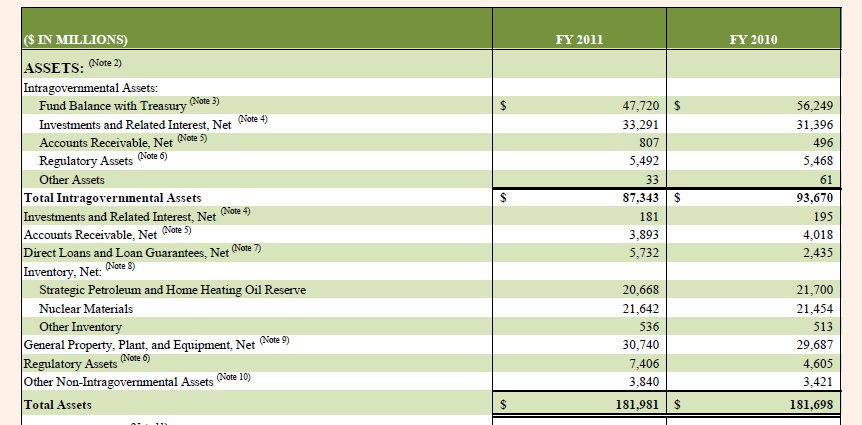 ($ IN MILLIONS) FY 2011 FY 2010
ASSETS: (Note 2)
Intragovernmental Assets:
Fund Balance with Treasury (Note 3) $ 47,720 $ 56,249
Investments and Related Interest, Net (Note 4) 33,291 31,396
Accounts Receivable, Net (Note 5) 807 496
Regulatory Assets (Note 6) 5,492 5,468
Other Assets 33 61
Total Intragovernmental Assets $ 87,343 $ 93,670
Investments and Related Interest, Net (Note 4) 181 195
Accounts Receivable, Net (Note 5) 3,893 4,018
Direct Loans and Loan Guarantees, Net (Note 7) 5,732 2,435
Inventory, Net: (Note 8)
Strategic Petroleum and Home Heating Oil Reserve 20,668 21,700
Nuclear Materials 21,642 21,454
Other Inventory 536 513
General Property, Plant, and Equipment, Net (Note 9) 30,740 29,687
Regulatory Assets (Note 6) 7,406 4,605
Other Non-Intragovernmental Assets (Note 10) 3,840 3,421
Total Assets $ 181,981 $ 181,698